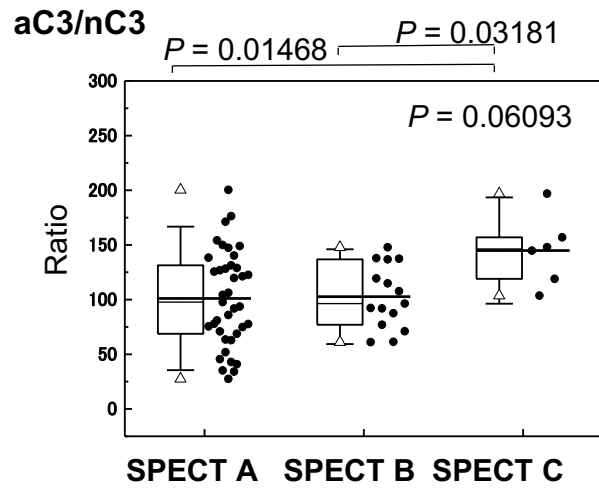 aC3/nC3
P = 0.03181
P = 0.01468
P = 0.06093
300
250
200
150
100
50
0
Ratio
SPECT A SPECT B SPECT C